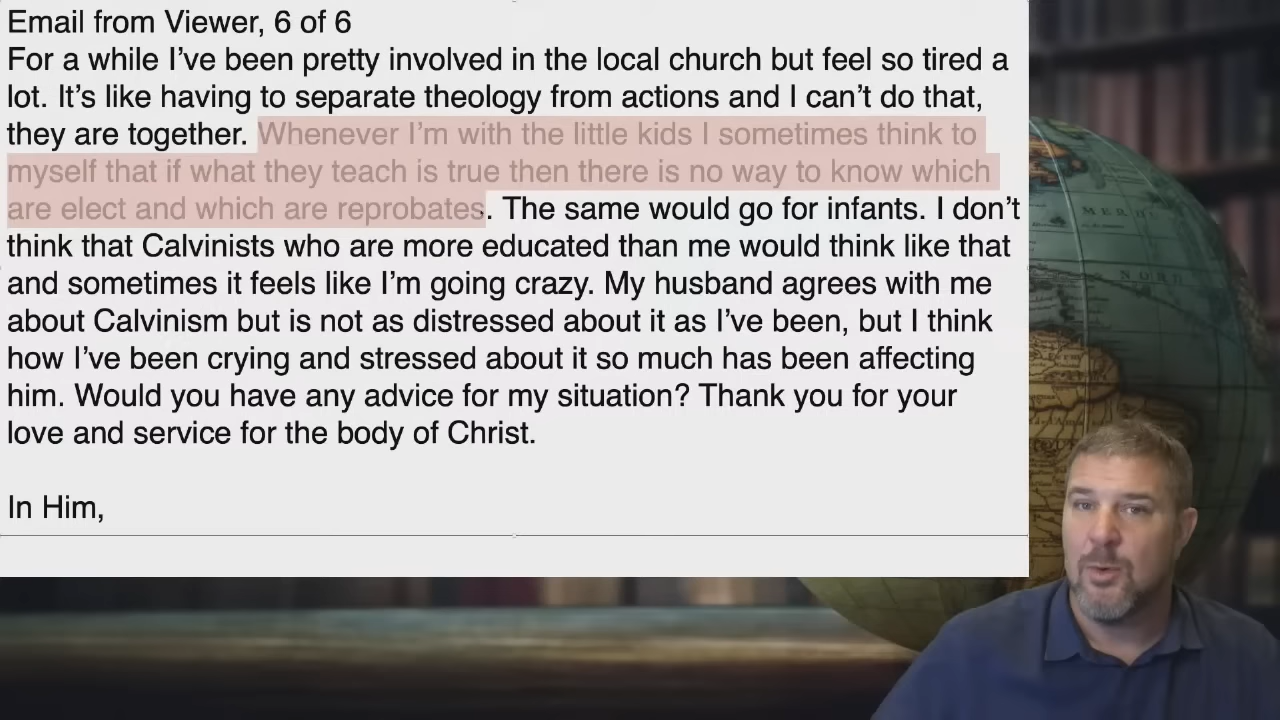 Email from Viewer, 6 of 6
For a while I’ve been pretty involved in the local church but feel so tired a
lot. It’s like having to separate theology from actions and I can’t do that,
they are together. Whenever I’m with the little kids I sometimes think to
myself that if what they teach is true then there is no way to know which
are elect and which are reprobates. The same would go for infants. I don’t
think that Calvinists who are more educated than me would think like that
and sometimes it feels like I’m going crazy. My husband agrees with me
about Calvinism but is not as distressed about it as I’ve been, but I think
how I’ve been crying and stressed about it so much has been affecting
him. Would you have any advice for my situation? Thank you for your
love and service for the body of Christ.
In Him,